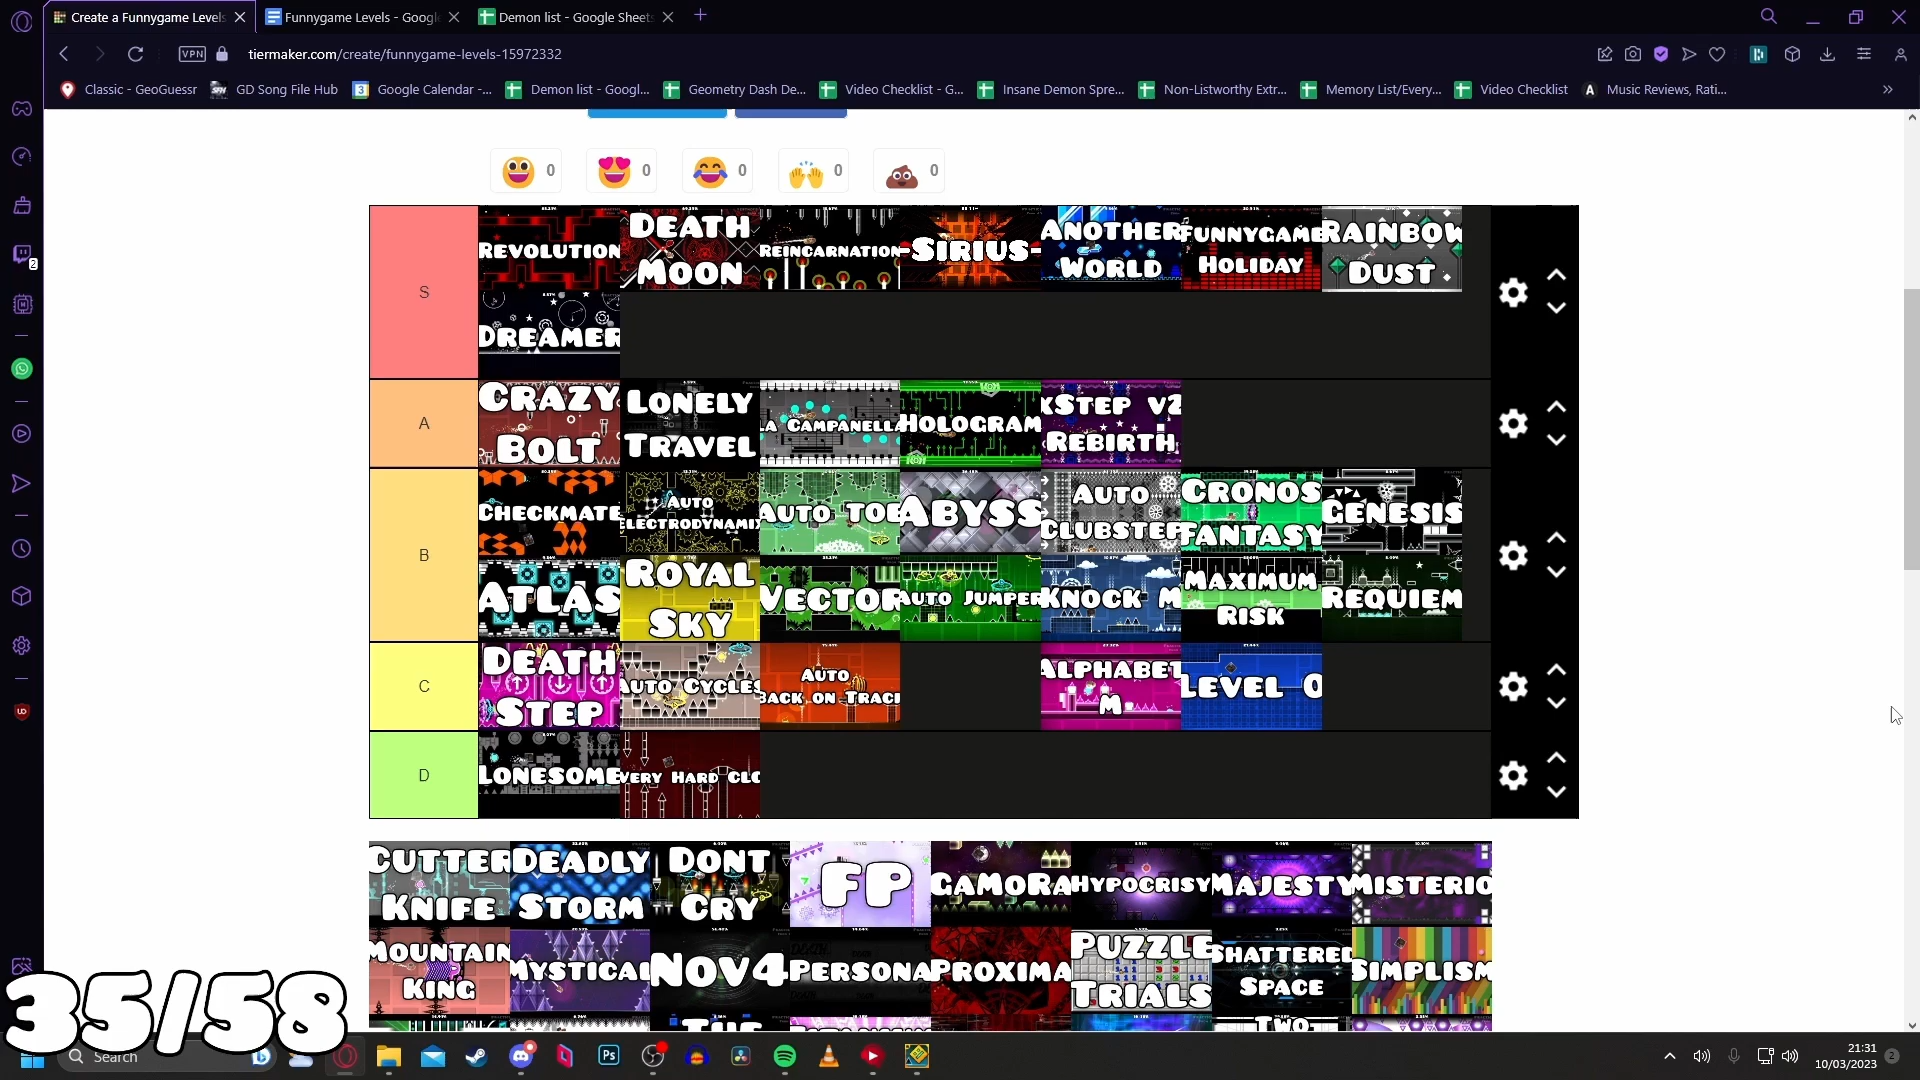 Create a Funnygame Levels
Funnygame Levels - Google
Demon list - Google Sheets
VPN
tiermaker.com/create/funnygame-levels-15972332
Classic - GeoGuessr
GD Song File Hub
Google Calendar -...
Demon list - Googl...
Geometry Dash De...
Video Checklist - G...
Insane Demon Spre...
Non-Listworthy Extr...
Memory List/Every...
Video Checklist
Music Reviews, Rati...
0
0
0
0
0
S
Revolution
Death Moon
Reincarnation
-Sirius-
Another World
Funnygame Holiday
Rainbow Dust
Dreamer
A
Crazy Bolt
Lonely Travel
La Campanella
Hologram
xStep v2 Rebirth
B
Checkmate
Auto Electrodynamix
Auto TOE
Abyss
Auto Clubstep
Cronos Fantasy
Genesis
Atlas
Royal Sky
Vector
Auto Jumper
Knock M
Maximum Risk
Requiem
C
Death Step
Auto Cycles
Auto Back on Track
Alphabet M
Level 0
D
Lonesome
Very Hard Clo
Cutter Knife
Deadly Storm
Dont Cry
FP
GaMoRa
Hypocrisy
Majesty
Misterio
Mountain King
Mystical
Nov4
Persona
Proxima
Puzzle Trials
Shattered Space
Simplism
The
Two
35/58
Search
21:31
10/03/2023
2